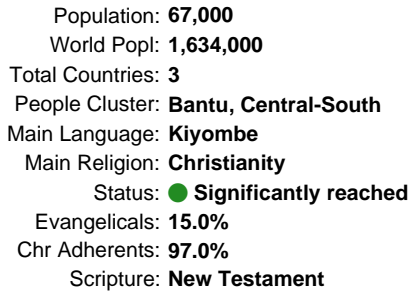 Population: 67,000
World Popl: 1,634,000
Total Countries: 3
People Cluster: Bantu, Central-South
Main Language: Kiyombe
Main Religion: Christianity
Status: Significantly reached
Evangelicals: 15.0%
Chr Adherents: 97.0%
Scripture: New Testament